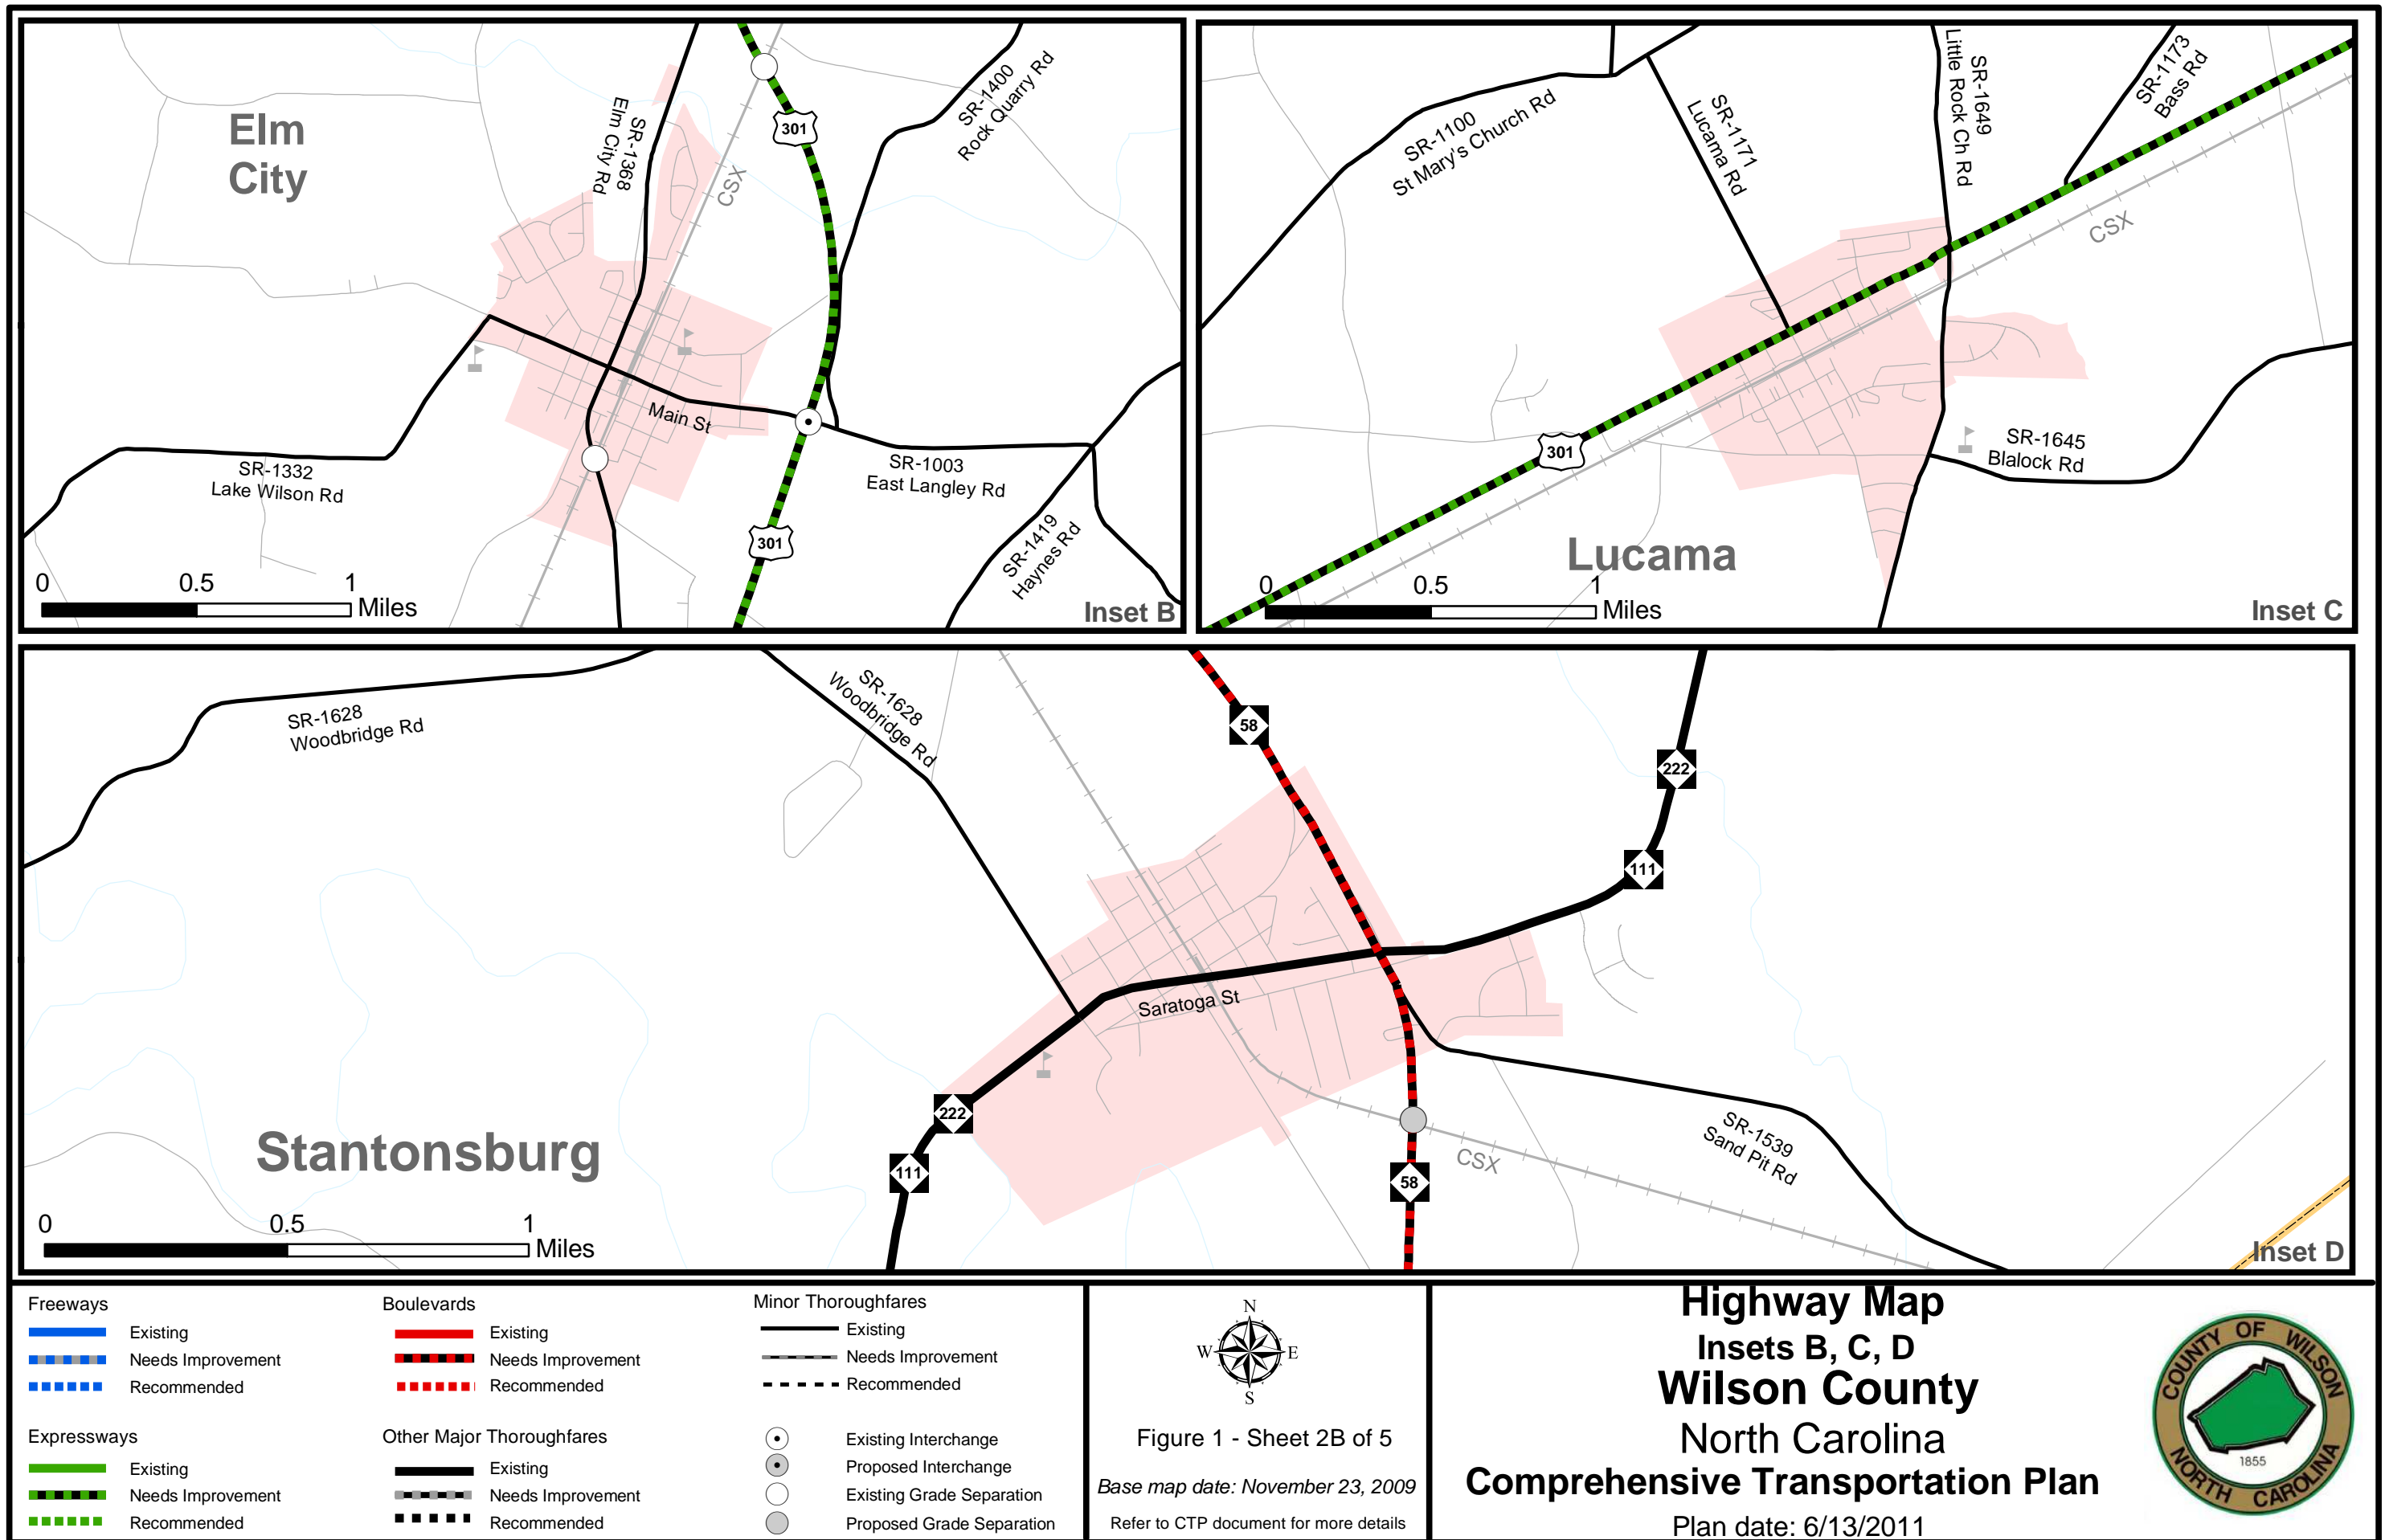 Elm
City
SR-1368
Elm City Rd
CSX
301
SR-1400
Rock Quarry Rd
Main St
SR-1332
Lake Wilson Rd
SR-1003
East Langley Rd
301
SR-1419
Haynes Rd
0 0.5 1
Miles
Inset B
SR-1100
St Mary's Church Rd
SR-1171
Lucama Rd
SR-1649
Little Rock Ch Rd
SR-1173
Bass Rd
CSX
301
SR-1645
Blalock Rd
Lucama
0 0.5 1
Miles
Inset C
SR-1628
Woodbridge Rd
SR-1628
Woodbridge Rd
58
222
111
Saratoga St
222
111
58
CSX
SR-1539
Sand Pit Rd
Stantonsburg
0 0.5 1
Miles
Inset D
Freeways
Existing
Needs Improvement
Recommended
Expressways
Existing
Needs Improvement
Recommended
Boulevards
Existing
Needs Improvement
Recommended
Other Major Thoroughfares
Existing
Needs Improvement
Recommended
Minor Thoroughfares
Existing
Needs Improvement
Recommended
Existing Interchange
Proposed Interchange
Existing Grade Separation
Proposed Grade Separation
N
W E
S
Figure 1 - Sheet 2B of 5
Base map date: November 23, 2009
Refer to CTP document for more details
Highway Map
Insets B, C, D
Wilson County
North Carolina
Comprehensive Transportation Plan
Plan date: 6/13/2011
COUNTY OF WILSON
1855
NORTH CAROLINA